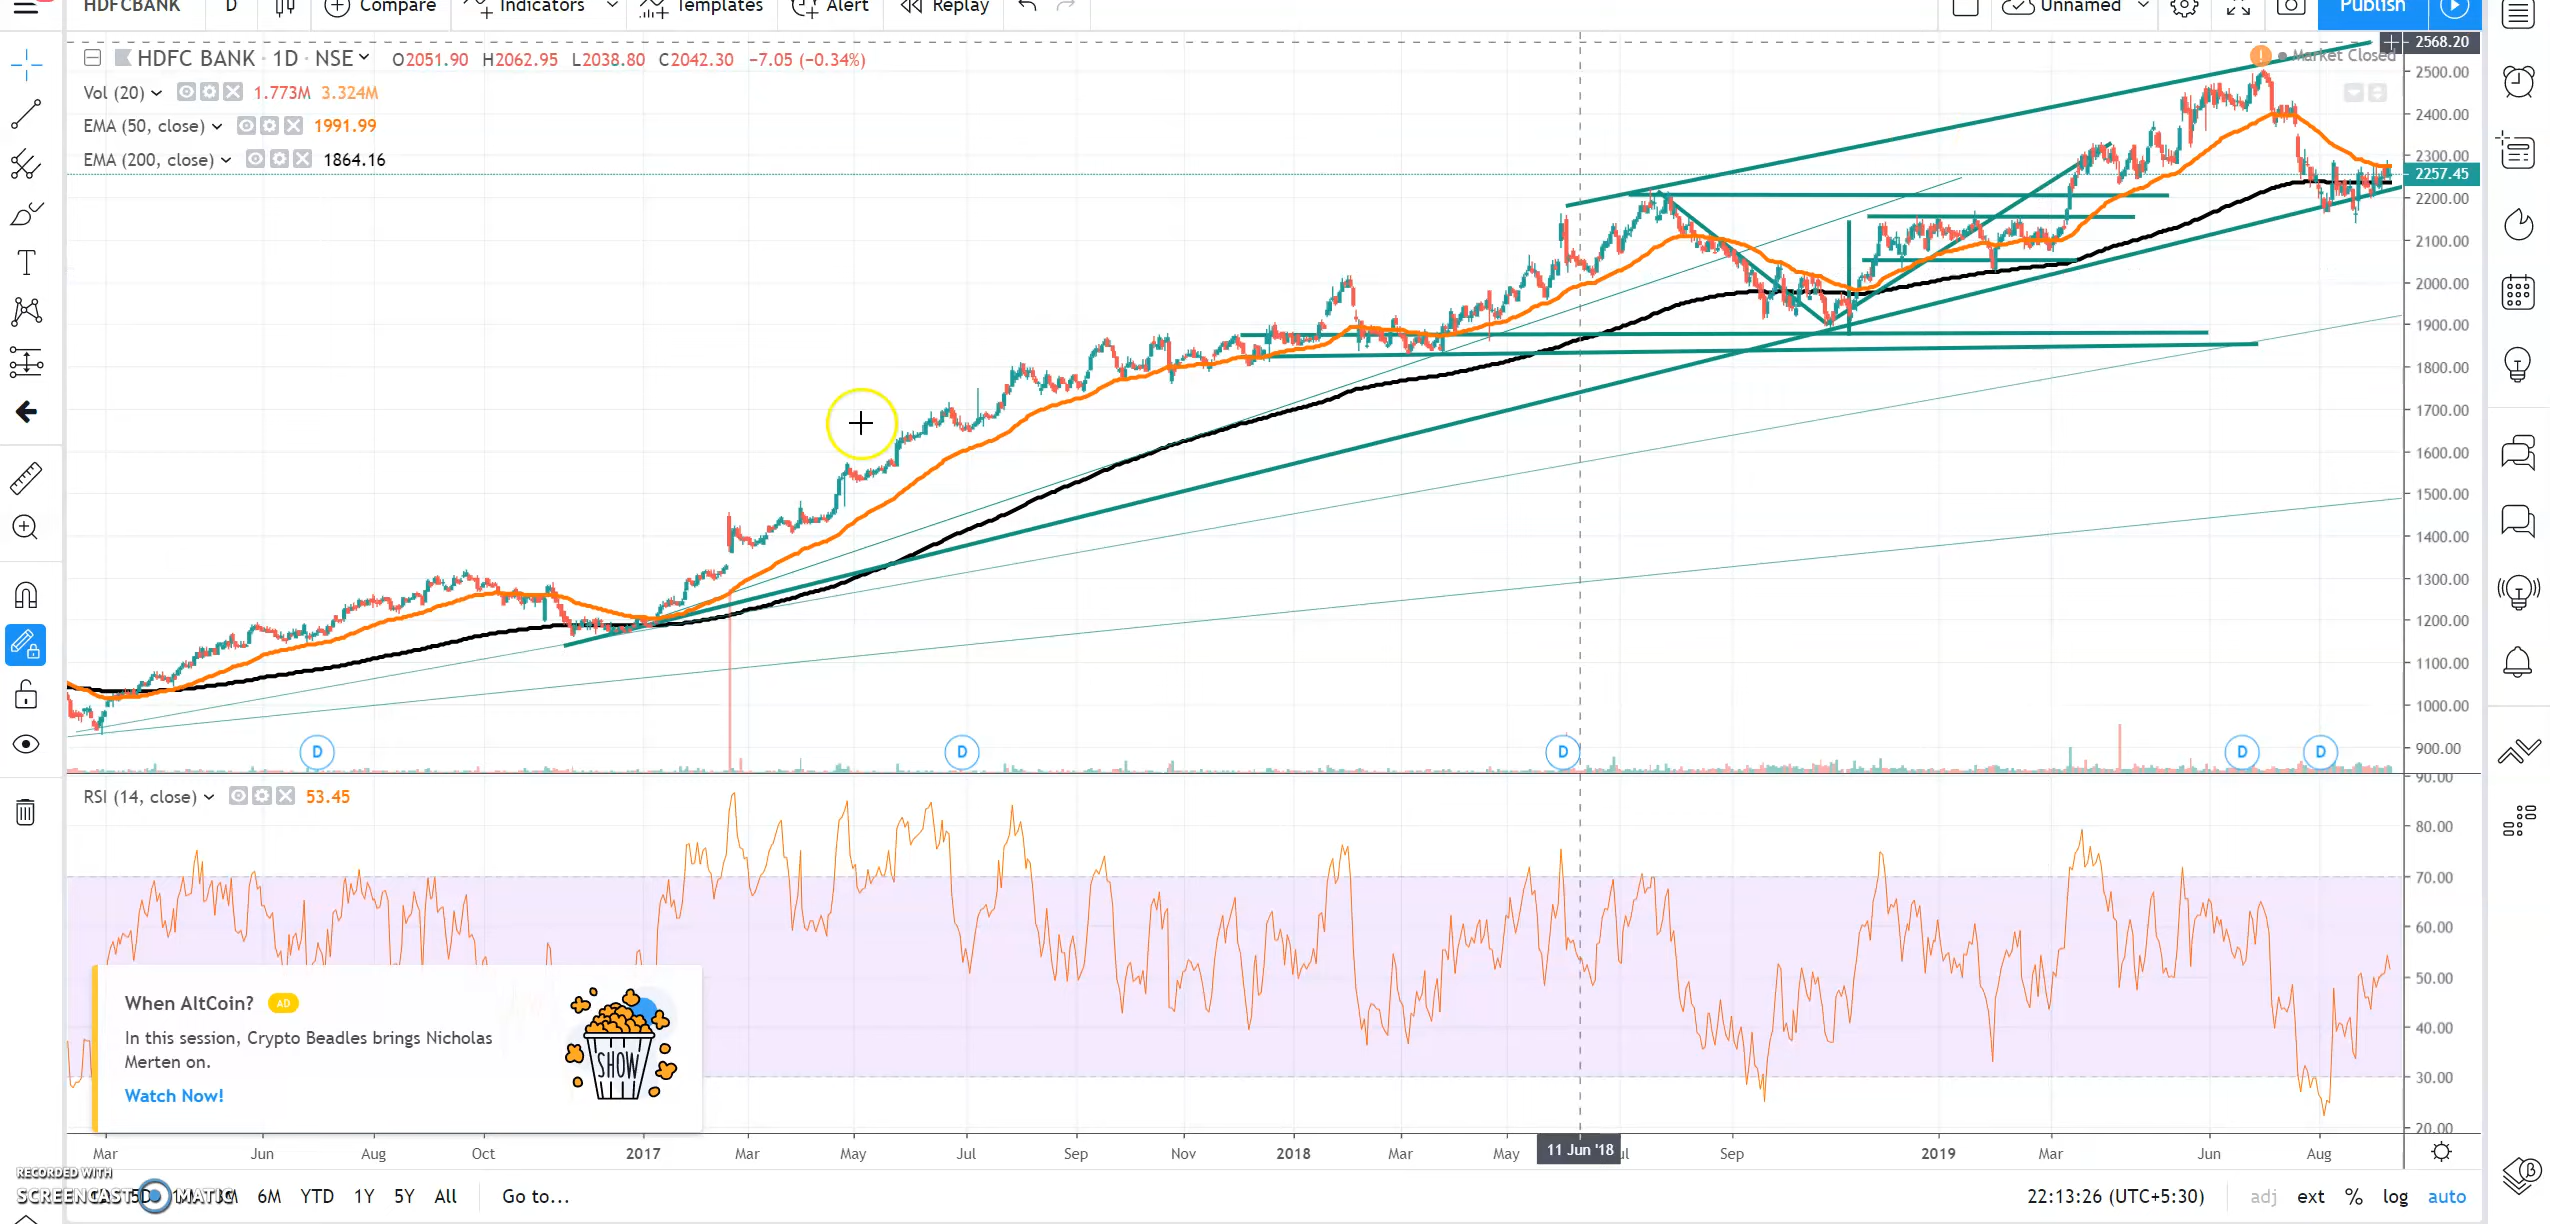 HDFCBANK D Compare Indicators Templates Alert Replay Unnamed Publish
HDFC BANK · 1D · NSE O2051.90 H2062.95 L2038.80 C2042.30 −7.05 (−0.34%)
Market Closed
Vol (20) 1.773M 3.324M
EMA (50, close) 1991.99
EMA (200, close) 1864.16
2568.20
2500.00
2400.00
2300.00
2257.45
2200.00
2100.00
2000.00
1900.00
1800.00
1700.00
1600.00
1500.00
1400.00
1300.00
1200.00
1100.00
1000.00
900.00
D D D D D
RSI (14, close) 53.45
90.00
80.00
70.00
60.00
50.00
40.00
30.00
20.00
When AltCoin? AD
In this session, Crypto Beadles brings Nicholas
Merten on.
Watch Now!
SHOW
Mar Jun Aug Oct 2017 Mar May Jul Sep Nov 2018 Mar May 11 Jun '18 Sep 2019 Mar Jun Aug
RECORDED WITH
SCREENCAST MATIC
5D 6M YTD 1Y 5Y All Go to...
22:13:26 (UTC+5:30) adj ext % log auto